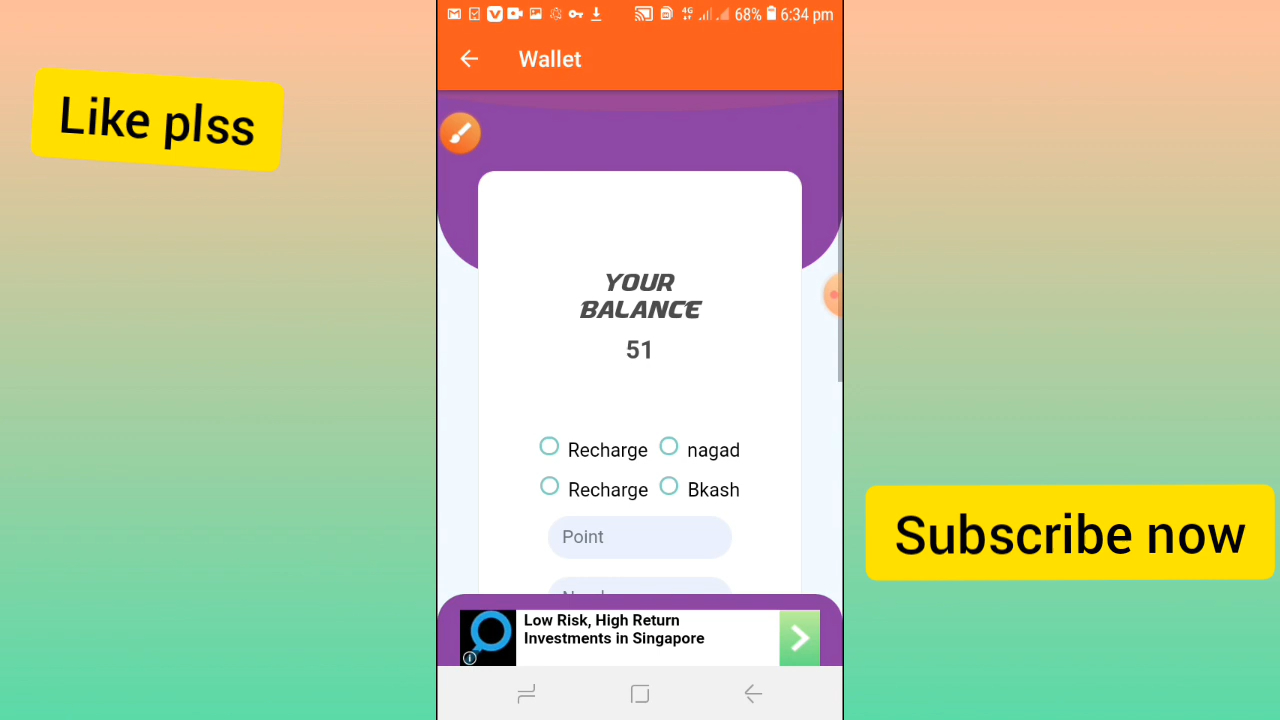 68% 6:34 pm
Wallet
Like plss
YOUR
BALANCE
51
Recharge nagad
Recharge Bkash
Point
Low Risk, High Return
Investments in Singapore
Subscribe now